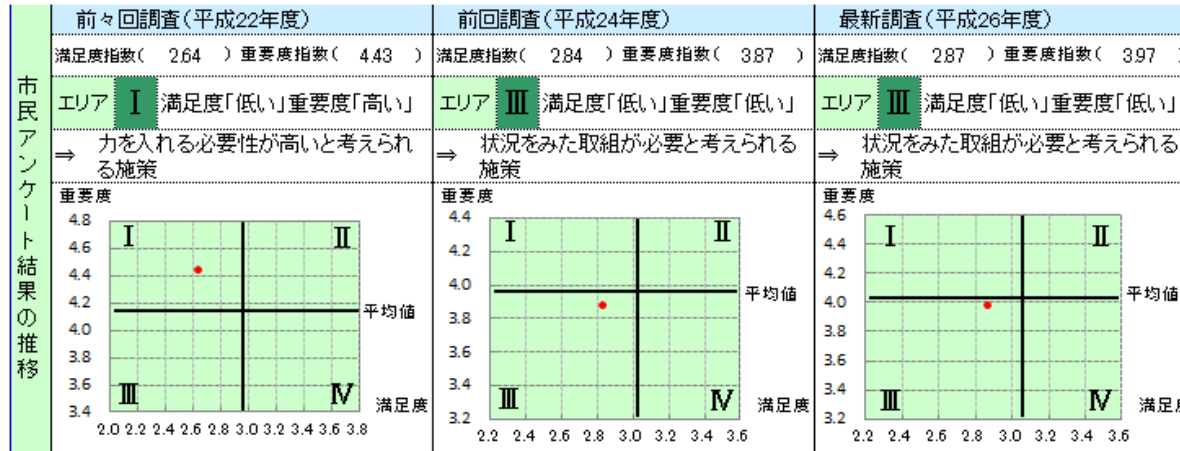 市民アンケート結果の推移
前々回調査(平成22年度)
満足度指数( 2.64 ) 重要度指数( 4.43 )
エリア Ⅰ 満足度「低い」重要度「高い」
⇒ 力を入れる必要性が高いと考えられ
る施策
重要度
4.8
4.6
4.4
4.2
4.0
3.8
3.6
3.4
Ⅰ Ⅱ
平均値
Ⅲ Ⅳ
満足度
2.0 2.2 2.4 2.6 2.8 3.0 3.2 3.4 3.6 3.8
前回調査(平成24年度)
満足度指数( 2.84 ) 重要度指数( 3.87 )
エリア Ⅲ 満足度「低い」重要度「低い」
⇒ 状況をみた取組が必要と考えられる
施策
重要度
4.4
4.2
4.0
3.8
3.6
3.4
3.2
Ⅰ Ⅱ
平均値
Ⅲ Ⅳ
満足度
2.2 2.4 2.6 2.8 3.0 3.2 3.4 3.6
最新調査(平成26年度)
満足度指数( 2.87 ) 重要度指数( 3.97
エリア Ⅲ 満足度「低い」重要度「低い」
⇒ 状況をみた取組が必要と考えられる
施策
重要度
4.6
4.4
4.2
4.0
3.8
3.6
3.4
3.2
Ⅰ Ⅱ
平均値
Ⅲ Ⅳ
満足度
2.2 2.4 2.6 2.8 3.0 3.2 3.4 3.6